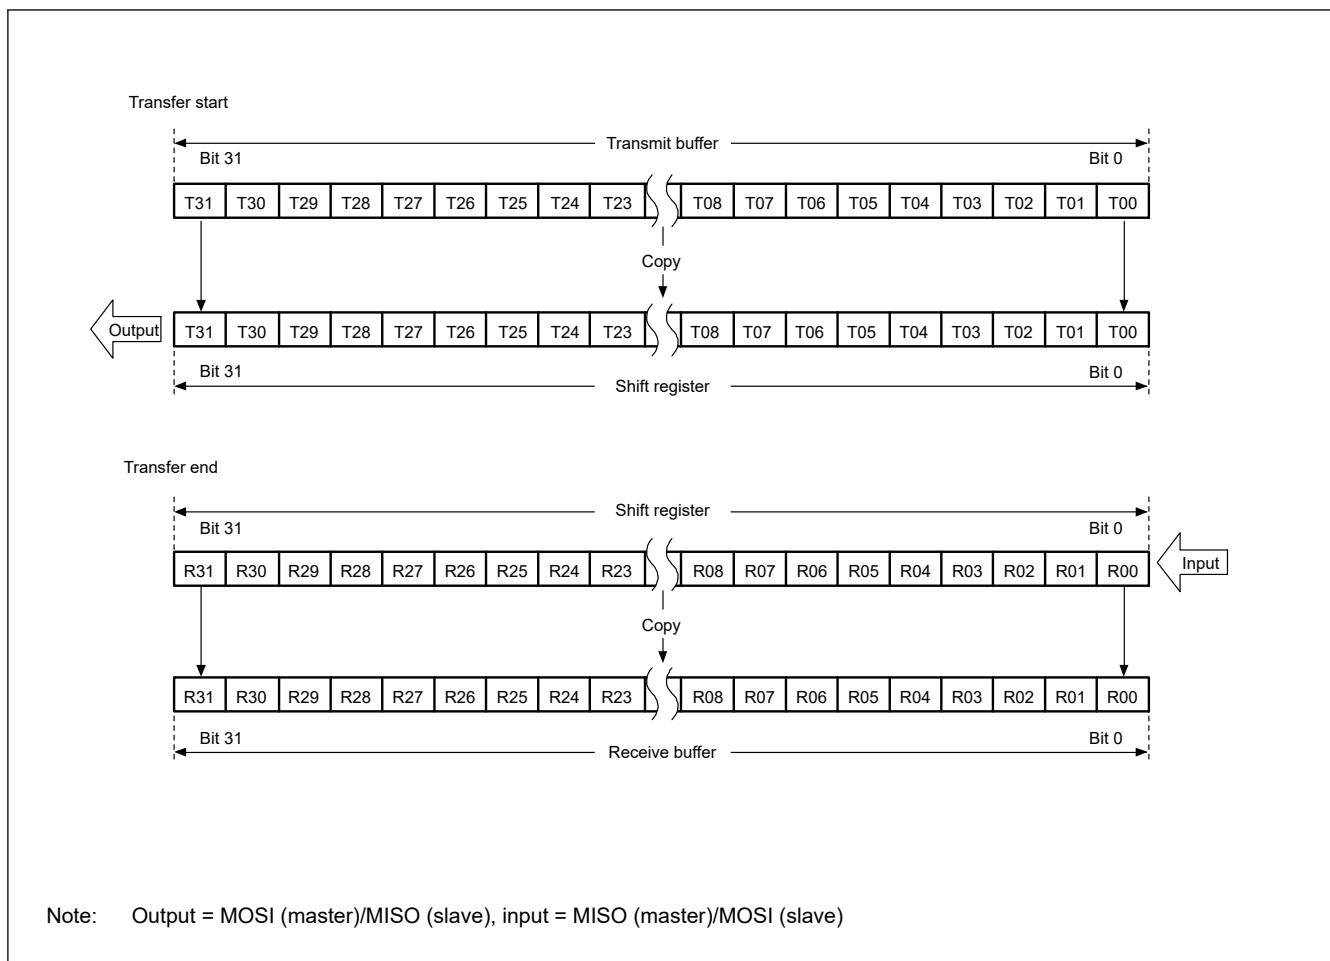 Transfer start
Transmit buffer
Bit 31 Bit 0
T31 T30 T29 T28 T27 T26 T25 T24 T23 T08 T07 T06 T05 T04 T03 T02 T01 T00
Copy
Output T31 T30 T29 T28 T27 T26 T25 T24 T23 T08 T07 T06 T05 T04 T03 T02 T01 T00
Bit 31 Bit 0
Shift register
Transfer end
Shift register
Bit 31 Bit 0
R31 R30 R29 R28 R27 R26 R25 R24 R23 R08 R07 R06 R05 R04 R03 R02 R01 R00 Input
Copy
R31 R30 R29 R28 R27 R26 R25 R24 R23 R08 R07 R06 R05 R04 R03 R02 R01 R00
Bit 31 Bit 0
Receive buffer
Note: Output = MOSI (master)/MISO (slave), input = MISO (master)/MOSI (slave)